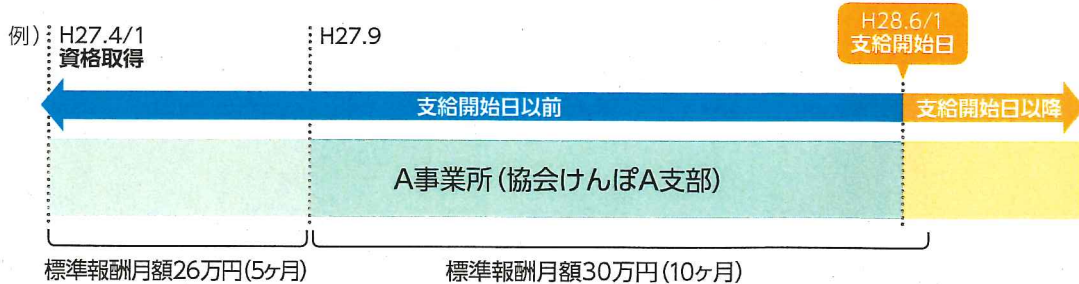 例)
H27.4/1
資格取得
H27.9
H28.6/1
支給開始日
支給開始日以前
支給開始日以降
A事業所(協会けんぽA支部)
標準報酬月額26万円(5ヶ月)
標準報酬月額30万円(10ヶ月)